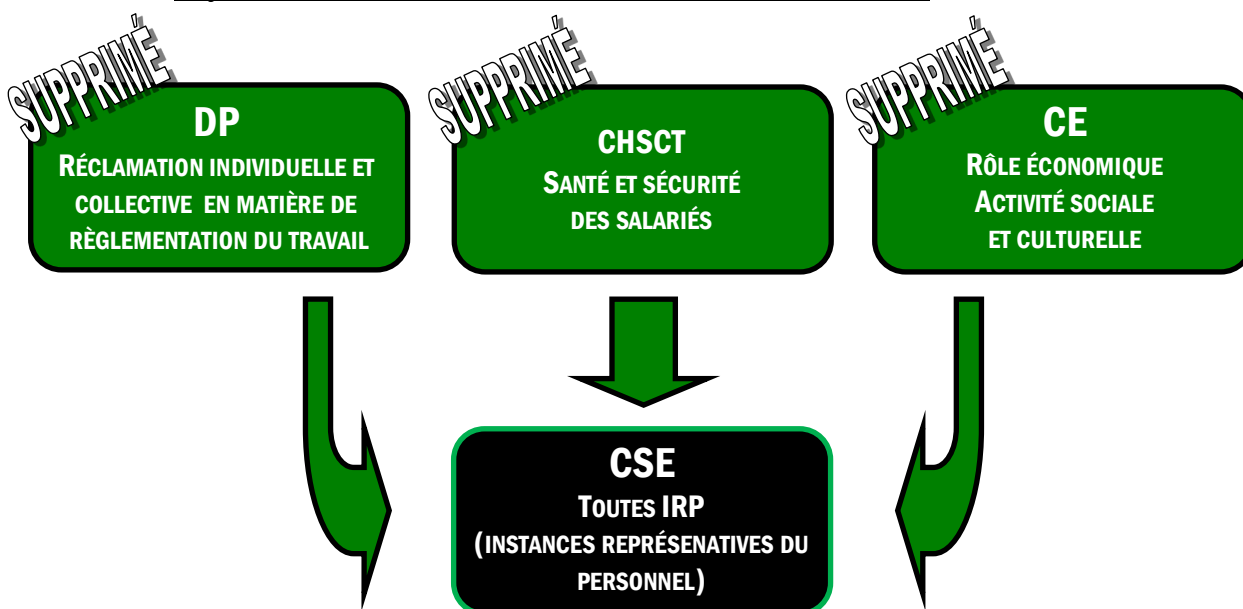 SUPPRIMÉ
DP
RÉCLAMATION INDIVIDUELLE ET
COLLECTIVE EN MATIÈRE DE
RÈGLEMENTATION DU TRAVAIL
SUPPRIMÉ
CHSCT
SANTÉ ET SÉCURITÉ
DES SALARIÉS
SUPPRIMÉ
CE
RÔLE ÉCONOMIQUE
ACTIVITÉ SOCIALE
ET CULTURELLE
CSE
TOUTES IRP
(INSTANCES REPRÉSENATIVES DU
PERSONNEL)